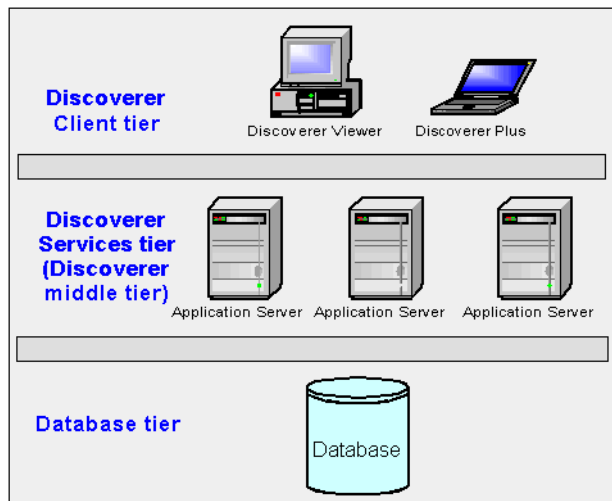 Discoverer
Client tier
Discoverer Viewer
Discoverer Plus
Discoverer
Services tier
(Discoverer
middle tier)
Application Server
Application Server
Application Server
Database tier
Database